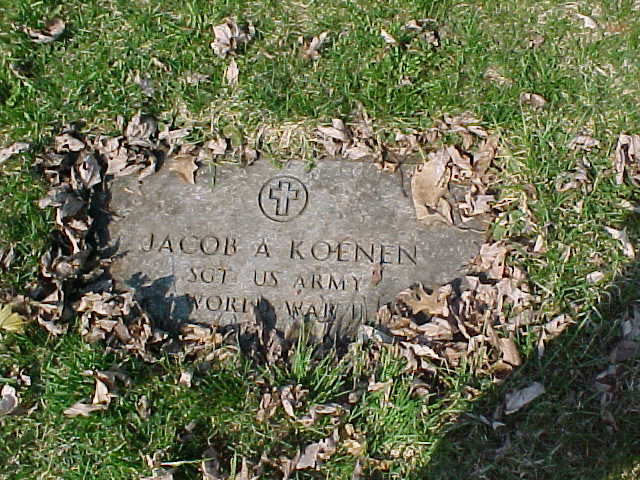 JACOB A KOENEN
SGT US ARMY
WORLD WAR II